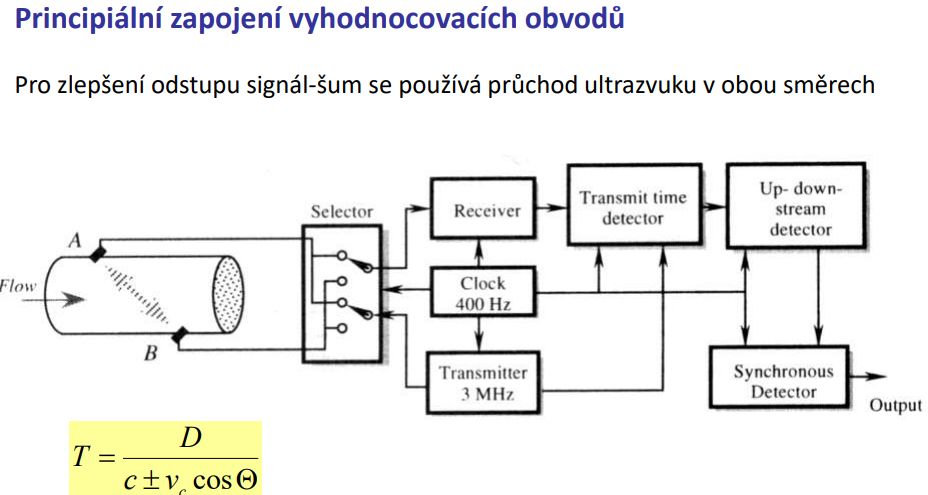 Principiální zapojení vyhodnocovacích obvodů
Pro zlepšení odstupu signál-šum se používá průchod ultrazvuku v obou směrech
Selector
A
Flow
B
Receiver
Clock
400 Hz
Transmitter
3 MHz
Transmit time
detector
Up- down-
stream
detector
Synchronous
Detector
Output
T = D / (c ± v_c cos Θ)